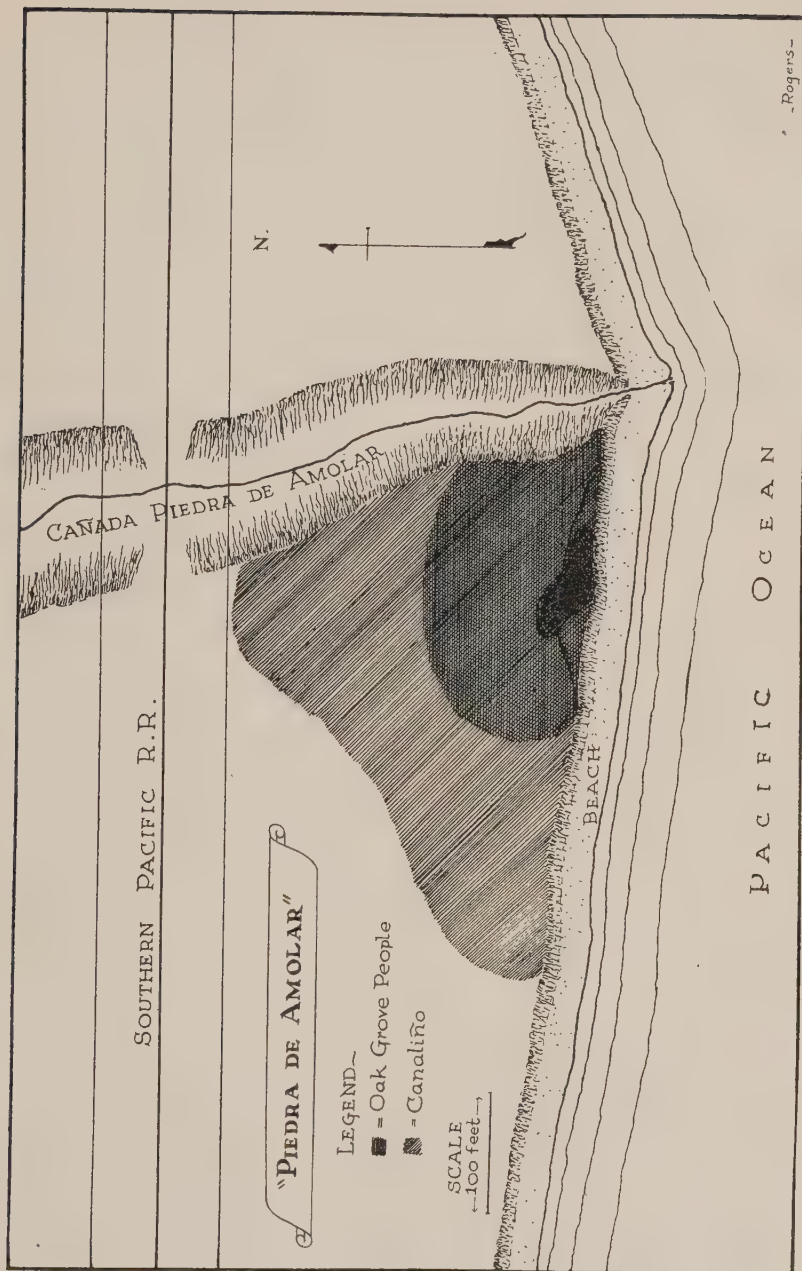 SOUTHERN PACIFIC R.R.
"PIEDRA DE AMOLAR"
LEGEND~
= Oak Grove People
= Canaliño
SCALE
←100 feet→
N.
CAÑADA PIEDRA DE AMOLAR
BEACH
PACIFIC OCEAN
-Rogers-